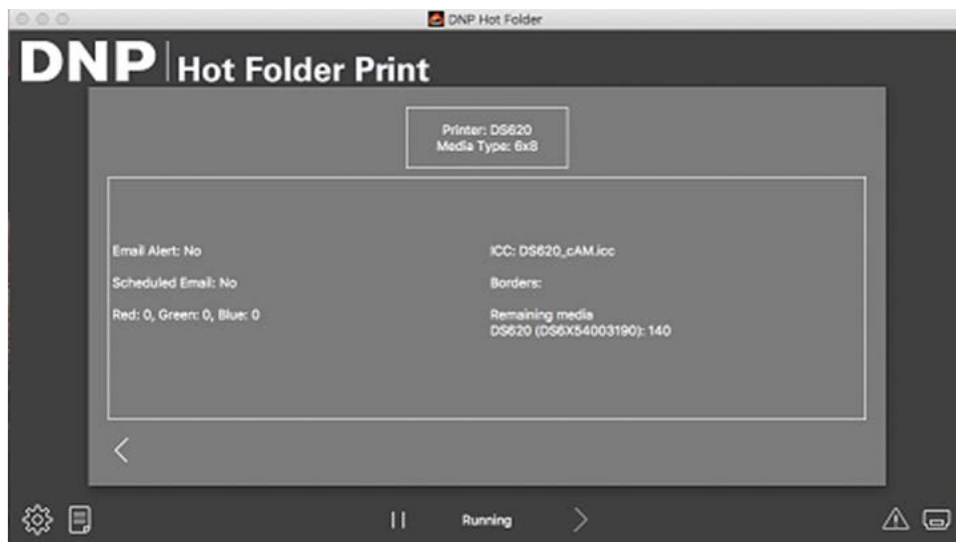 DNP Hot Folder
DNP Hot Folder Print
Printer: DS620
Media Type: 6x8
Email Alert: No
Scheduled Email: No
Red: 0, Green: 0, Blue: 0
ICC: DS620_cAM.icc
Borders:
Remaining media
DS620 (DS6X54003190): 140
Running